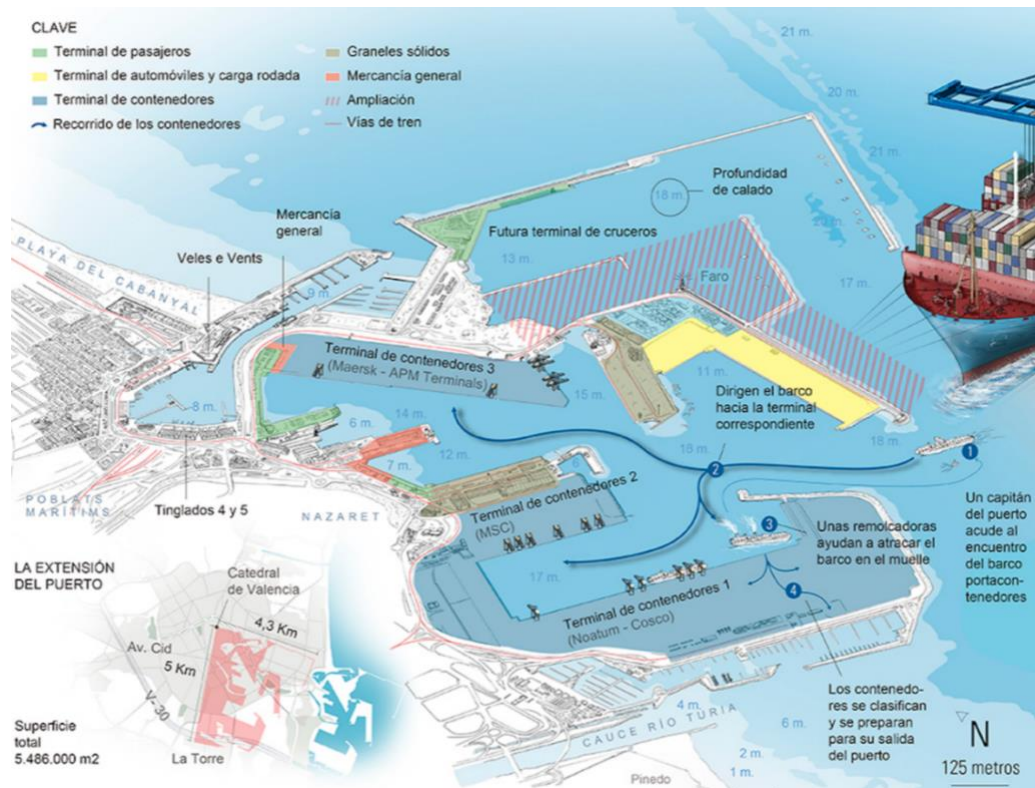 CLAVE
Terminal de pasajeros
Terminal de automóviles y carga rodada
Terminal de contenedores
Recorrido de los contenedores
Graneles sólidos
Mercancía general
Ampliación
Vías de tren
21 m.
20 m.
21 m.
Profundidad
de calado
18 m.
Mercancía
general
Futura terminal de cruceros
13 m.
17 m.
Veles e Vents
PLAYA DEL CABANYAL
9 m.
Faro
Terminal de contenedores 3
(Maersk - APM Terminals)
15 m.
11 m.
Dirigen el barco
hacia la terminal
correspondiente
8 m.
14 m.
6 m.
12 m.
7 m.
16 m.
18 m.
1
2
POBLATS
MARÍTIMS
Tinglados 4 y 5
NAZARET
Terminal de contenedores 2
(MSC)
3
Unas remolcadoras
ayudan a atracar el
barco en el muelle
Un capitán
del puerto
acude al
encuentro
del barco
portacon-
tenedores
17 m.
4
Terminal de contenedores 1
(Noatum - Cosco)
LA EXTENSIÓN
DEL PUERTO
Catedral
de Valencia
4,3 Km
Av. Cid
5 Km
V-30
La Torre
Superficie
total
5.486.000 m2
Los contenedo-
res se clasifican
y se preparan
para su salida
del puerto
4 m.
CAUCE RÍO TURIA
6 m.
2 m.
1 m.
Pinedo
N
125 metros